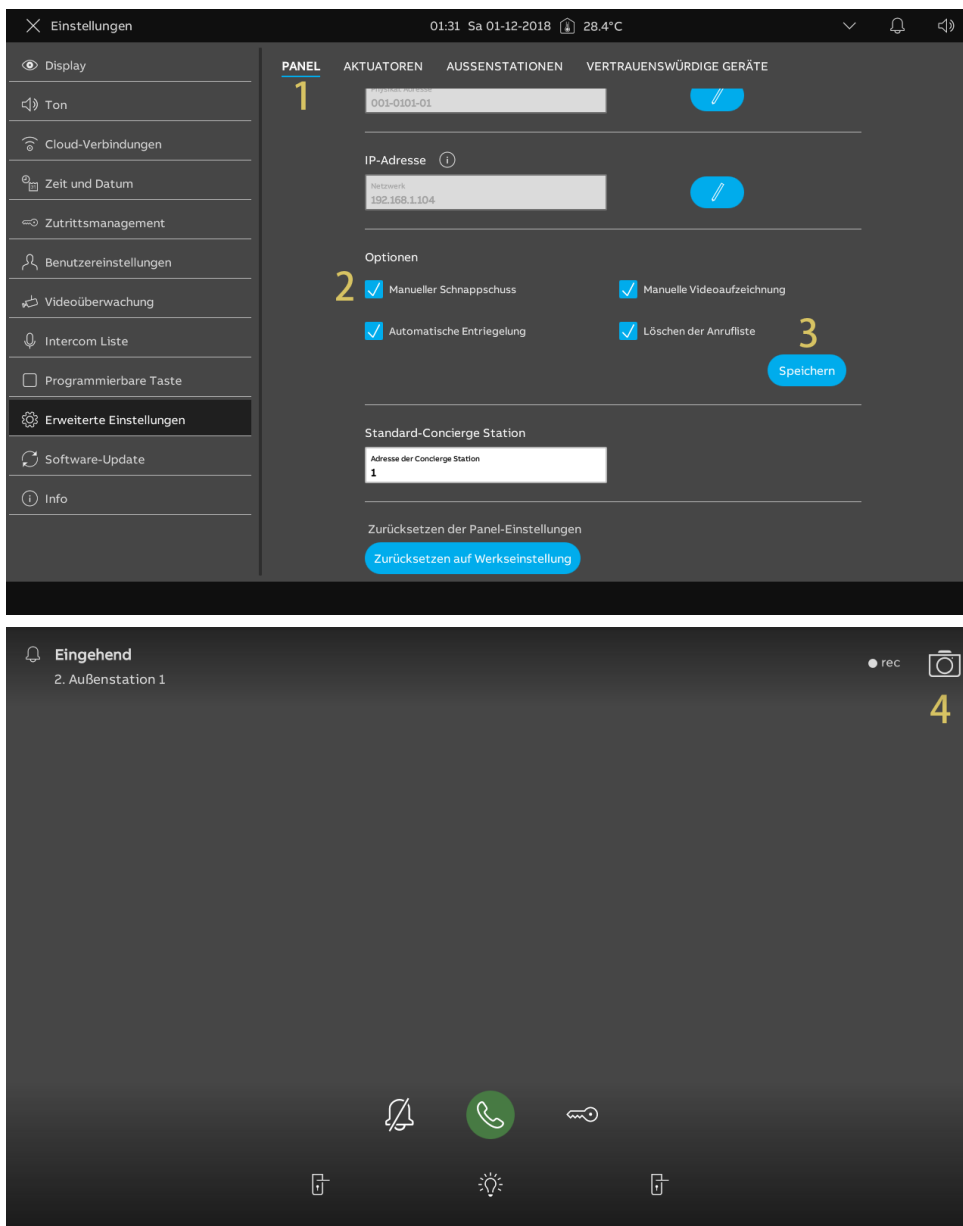 Einstellungen 01:31 Sa 01-12-2018 28.4°C
Display
Ton
Cloud-Verbindungen
Zeit und Datum
Zutrittsmanagement
Benutzereinstellungen
Videoüberwachung
Intercom Liste
Programmierbare Taste
Erweiterte Einstellungen
Software-Update
Info
PANEL AKTUATOREN AUSSENSTATIONEN VERTRAUENSWÜRDIGE GERÄTE
1
001-0101-01
IP-Adresse
Netzwerk
192.168.1.104
Optionen
2 Manueller Schnappschuss Manuelle Videoaufzeichnung
Automatische Entriegelung Löschen der Anrufliste
3
Speichern
Standard-Concierge Station
Adresse der Concierge Station
1
Zurücksetzen der Panel-Einstellungen
Zurücksetzen auf Werkseinstellung
Eingehend
2. Außenstation 1
rec
4